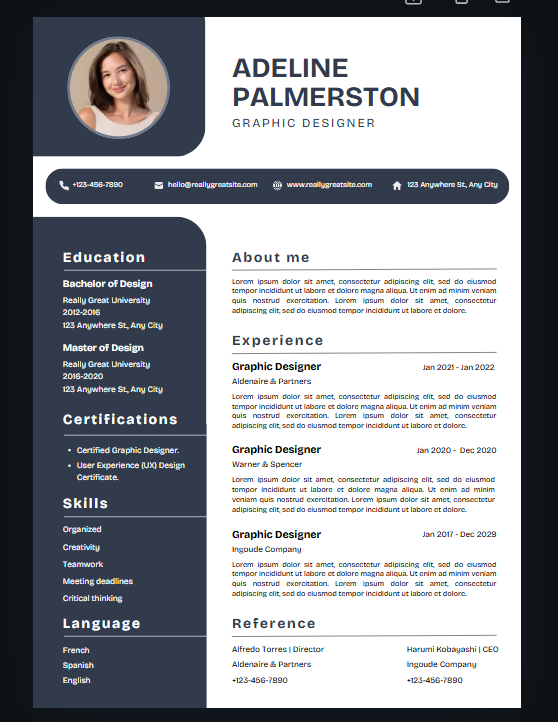 ADELINE
PALMERSTON
GRAPHIC DESIGNER
+123-456-7890
hello@reallygreatsite.com
www.reallygreatsite.com
123 Anywhere St., Any City
Education
Bachelor of Design
Really Great University
2012-2016
123 Anywhere St., Any City
Master of Design
Really Great University
2016-2020
123 Anywhere St., Any City
Certifications
• Certified Graphic Designer.
• User Experience (UX) Design
Certificate.
Skills
Organized
Creativity
Teamwork
Meeting deadlines
Critical thinking
Language
French
Spanish
English
About me
Lorem ipsum dolor sit amet, consectetur adipiscing elit, sed do eiusmod
tempor incididunt ut labore et dolore magna aliqua. Ut enim ad minim veniam
quis nostrud exercitation. Lorem ipsum dolor sit amet, consectetur
adipiscing elit, sed do eiusmod tempor incididunt ut labore et dolore.
Experience
Graphic Designer Jan 2021 - Jan 2022
Aldenaire & Partners
Lorem ipsum dolor sit amet, consectetur adipiscing elit, sed do eiusmod
tempor incididunt ut labore et dolore magna aliqua. Ut enim ad minim veniam
quis nostrud exercitation. Lorem ipsum dolor sit amet, consectetur
adipiscing elit, sed do eiusmod tempor incididunt ut labore et dolore.
Graphic Designer Jan 2020 - Dec 2020
Warner & Spencer
Lorem ipsum dolor sit amet, consectetur adipiscing elit, sed do eiusmod
tempor incididunt ut labore et dolore magna aliqua. Ut enim ad minim
veniam quis nostrud exercitation. Lorem ipsum dolor sit amet, consectetur
adipiscing elit, sed do eiusmod tempor incididunt ut labore et dolore.
Graphic Designer Jan 2017 - Dec 2029
Ingoude Company
Lorem ipsum dolor sit amet, consectetur adipiscing elit, sed do eiusmod
tempor incididunt ut labore et dolore magna aliqua. Ut enim ad minim veniam
quis nostrud exercitation. Lorem ipsum dolor sit amet, consectetur
adipiscing elit, sed do eiusmod tempor incididunt ut labore et dolore.
Reference
Alfredo Torres | Director
Aldenaire & Partners
+123-456-7890
Harumi Kobayashi | CEO
Ingoude Company
+123-456-7890